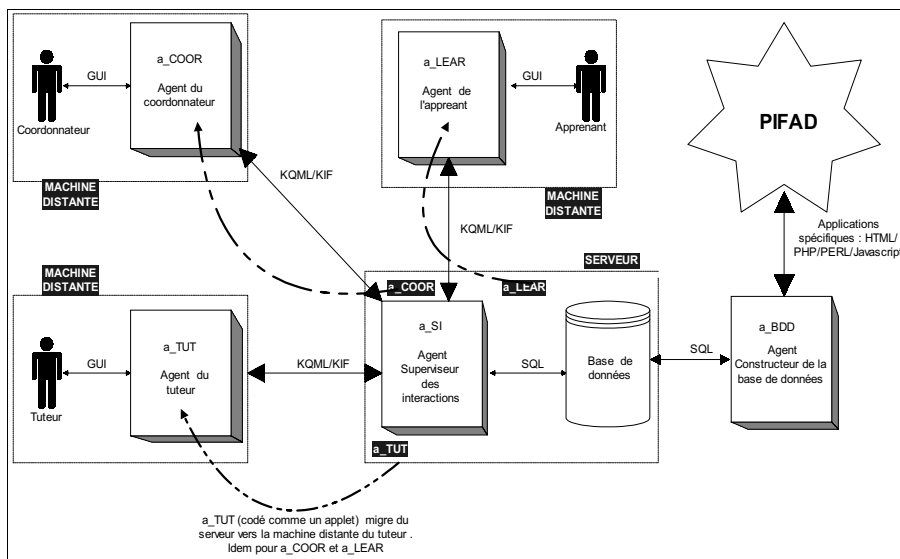 a_COOR
Agent du
coordonnateur
GUI
Coordonnateur
MACHINE
DISTANTE
a_LEAR
Agent de
l'appreant
GUI
Apprenant
MACHINE
DISTANTE
PIFAD
KQML/KIF
KQML/KIF
Applications
spécifiques : HTML/
PHP/PERL/Javascript
MACHINE
DISTANTE
SERVEUR
a_COOR
a_LEAR
a_TUT
Agent du
tuteur
GUI
Tuteur
KQML/KIF
a_SI
Agent
Superviseur
des
interactions
SQL
Base de
données
SQL
a_BDD
Agent
Constructeur de la
base de données
a_TUT
a_TUT (codé comme un applet) migre du
serveur vers la machine distante du tuteur .
Idem pour a_COOR et a_LEAR